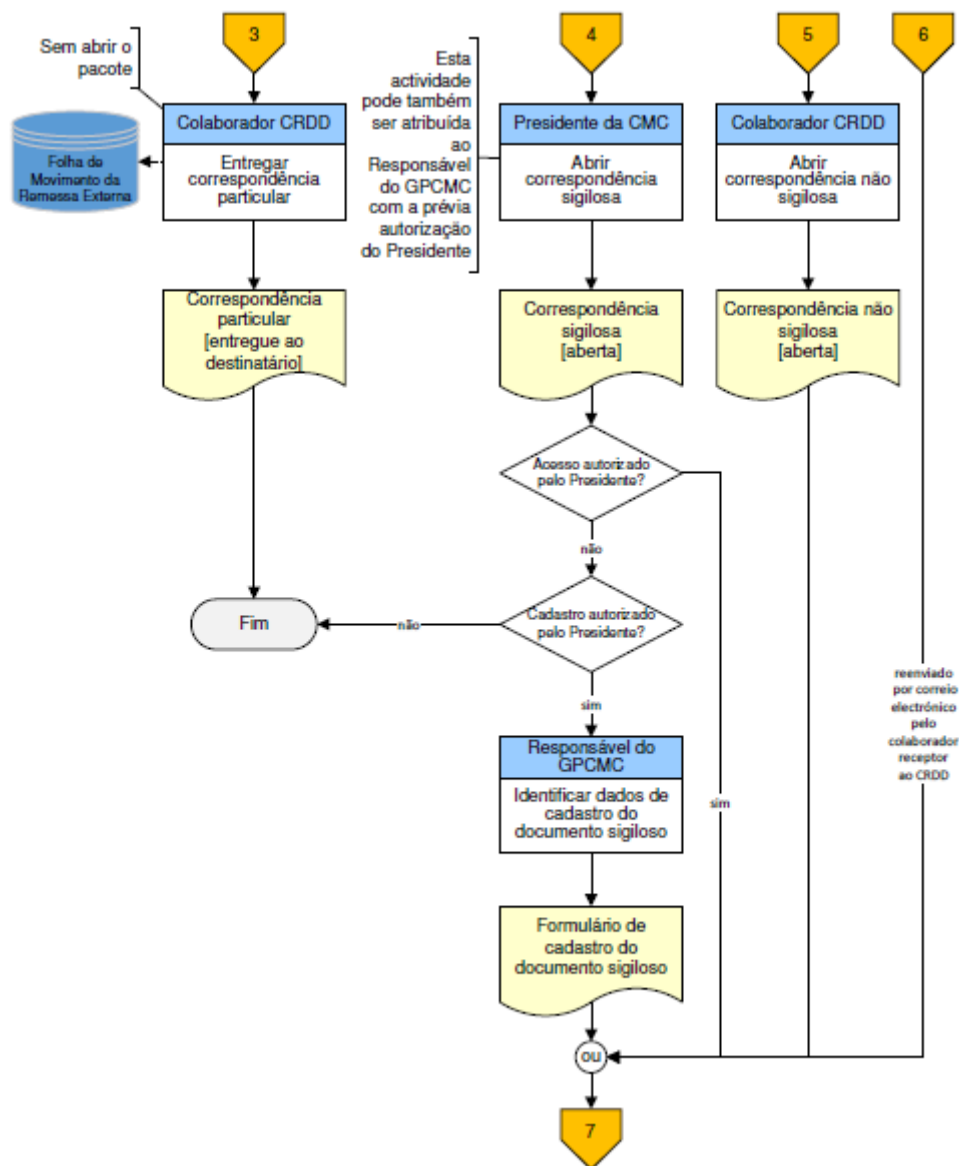 3
4
5
6
Sem abrir o
pacote
Colaborador CRDD
Entregar
correspondência
particular
Folha de
Movimento da
Remessa Externa
Esta
actividade
pode também
ser atribuída
ao
Responsável
do GPCMC
com a prévia
autorização
do Presidente
Presidente da CMC
Abrir
correspondência
sigilosa
Colaborador CRDD
Abrir
correspondência não
sigilosa
Correspondência
particular
[entregue ao
destinatário]
Correspondência
sigilosa
[aberta]
Correspondência não
sigilosa
[aberta]
Acesso autorizado
pelo Presidente?
não
Cadastro autorizado
pelo Presidente?
não
Fim
sim
reenviado
por correio
electrónico
pelo
colaborador
receptor
ao CRDD
Responsável do
GPCMC
Identificar dados de
cadastro do
documento sigiloso
sim
Formulário de
cadastro do
documento sigiloso
ou
7